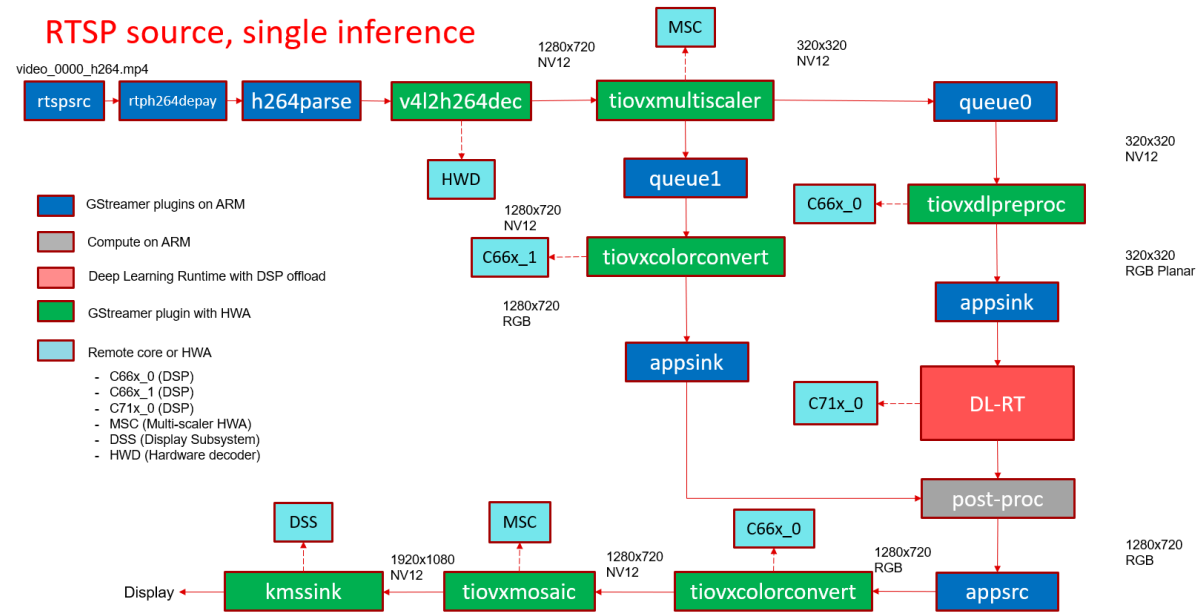 RTSP source, single inference
video_0000_h264.mp4
rtspsrc
rtph264depay
h264parse
v4l2h264dec
1280x720
NV12
MSC
tiovxmultiscaler
320x320
NV12
queue0
HWD
queue1
320x320
NV12
C66x_0
tiovxdlpreproc
1280x720
NV12
C66x_1
tiovxcolorconvert
320x320
RGB Planar
1280x720
RGB
appsink
appsink
C71x_0
DL-RT
GStreamer plugins on ARM
Compute on ARM
Deep Learning Runtime with DSP offload
GStreamer plugin with HWA
Remote core or HWA
- C66x_0 (DSP)
- C66x_1 (DSP)
- C71x_0 (DSP)
- MSC (Multi-scaler HWA)
- DSS (Display Subsystem)
- HWD (Hardware decoder)
post-proc
1280x720
RGB
appsrc
1280x720
RGB
C66x_0
tiovxcolorconvert
1280x720
NV12
MSC
tiovxmosaic
1920x1080
NV12
DSS
kmssink
Display